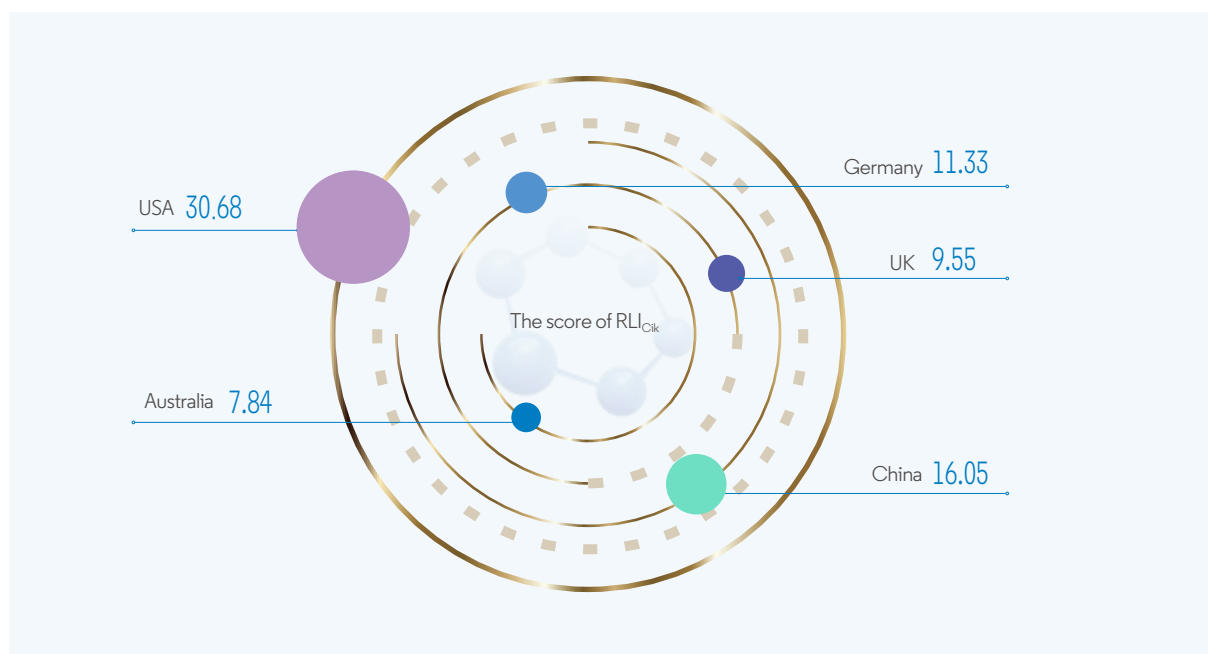 Germany 11.33
USA 30.68
UK 9.55
The score of RLICik
Australia 7.84
China 16.05